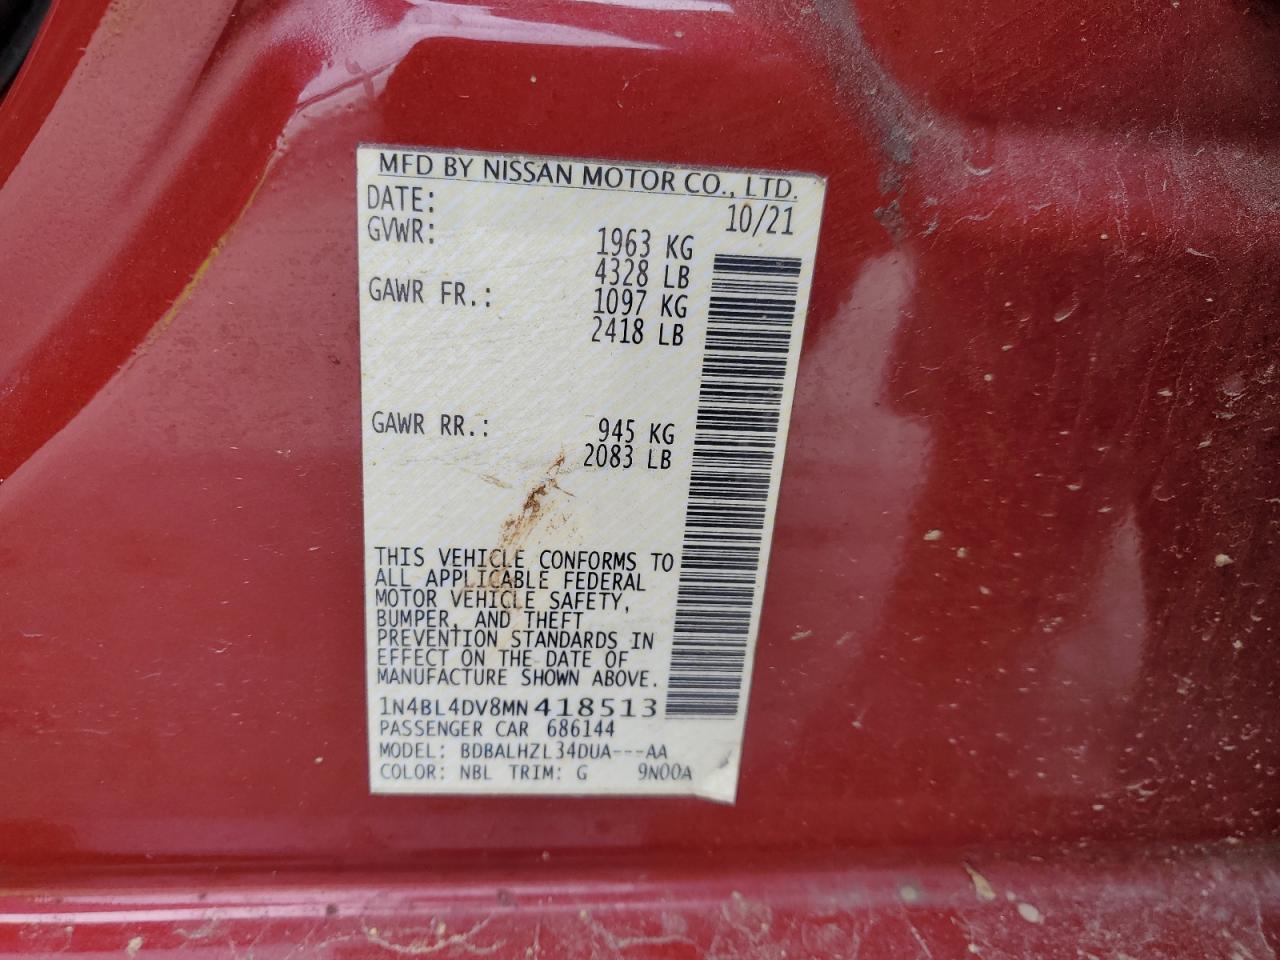 MFD BY NISSAN MOTOR CO., LTD.
DATE: 10/21
GVWR: 1963 KG
4328 LB
GAWR FR.: 1097 KG
2418 LB
GAWR RR.: 945 KG
2083 LB
THIS VEHICLE CONFORMS TO
ALL APPLICABLE FEDERAL
MOTOR VEHICLE SAFETY,
BUMPER, AND THEFT
PREVENTION STANDARDS IN
EFFECT ON THE DATE OF
MANUFACTURE SHOWN ABOVE.
1N4BL4DV8MN418513
PASSENGER CAR 686144
MODEL: BDBALHZL34DUA---AA
COLOR: NBL TRIM: G 9N00A